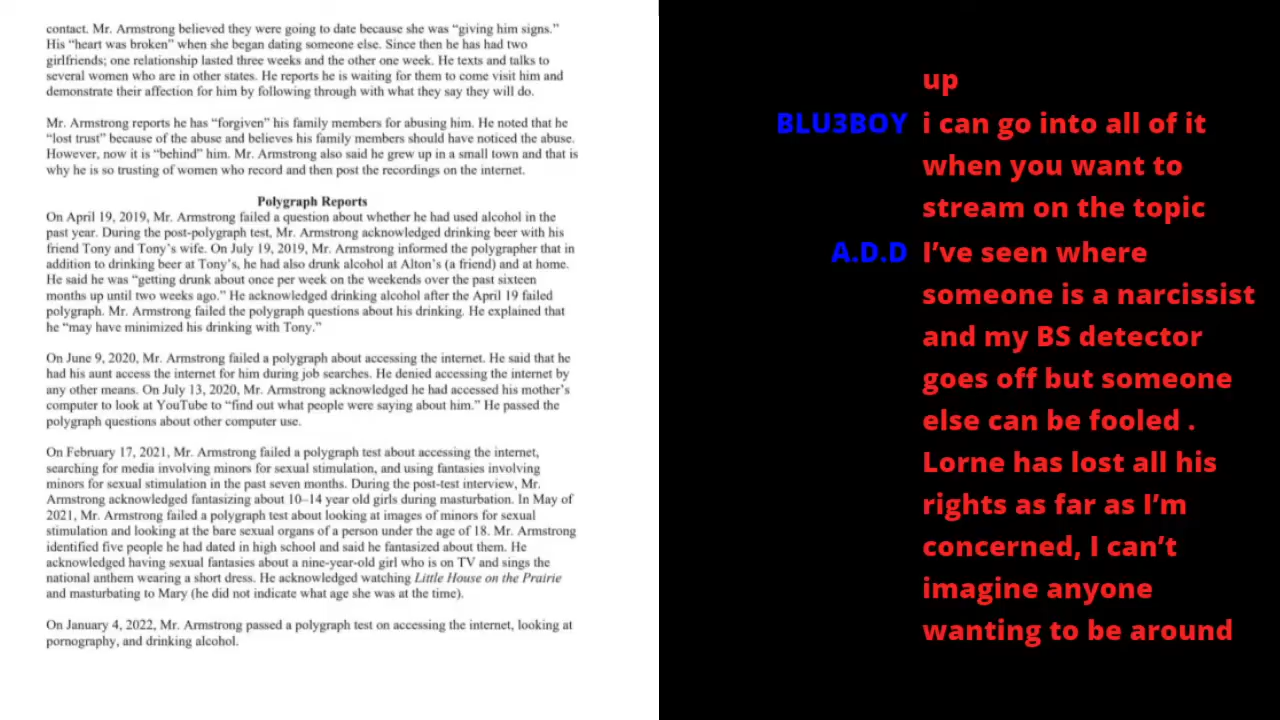 contact. Mr. Armstrong believed they were going to date because she was “giving him signs.”
His “heart was broken” when she began dating someone else. Since then he has had two
girlfriends; one relationship lasted three weeks and the other one week. He texts and talks to
several women who are in other states. He reports he is waiting for them to come visit him and
demonstrate their affection for him by following through with what they say they will do.
Mr. Armstrong reports he has “forgiven” his family members for abusing him. He noted that he
“lost trust” because of the abuse and believes his family members should have noticed the abuse.
However, now it is “behind” him. Mr. Armstrong also said he grew up in a small town and that is
why he is so trusting of women who record and then post the recordings on the internet.
Polygraph Reports
On April 19, 2019, Mr. Armstrong failed a question about whether he had used alcohol in the
past year. During the post-polygraph test, Mr. Armstrong acknowledged drinking beer with his
friend Tony and Tony’s wife. On July 19, 2019, Mr. Armstrong informed the polygrapher that in
addition to drinking beer at Tony’s, he had also drunk alcohol at Alton’s (a friend) and at home.
He said he was “getting drunk about once per week on the weekends over the past sixteen
months up until two weeks ago.” He acknowledged drinking alcohol after the April 19 failed
polygraph. Mr. Armstrong failed the polygraph questions about his drinking. He explained that
he “may have minimized his drinking with Tony.”
On June 9, 2020, Mr. Armstrong failed a polygraph about accessing the internet. He said that he
had his aunt access the internet for him during job searches. He denied accessing the internet by
any other means. On July 13, 2020, Mr. Armstrong acknowledged he had accessed his mother’s
computer to look at YouTube to “find out what people were saying about him.” He passed the
polygraph questions about other computer use.
On February 17, 2021, Mr. Armstrong failed a polygraph test about accessing the internet,
searching for media involving minors for sexual stimulation, and using fantasies involving
minors for sexual stimulation in the past seven months. During the post-test interview, Mr.
Armstrong acknowledged fantasizing about 10–14 year old girls during masturbation. In May of
2021, Mr. Armstrong failed a polygraph test about looking at images of minors for sexual
stimulation and looking at the bare sexual organs of a person under the age of 18. Mr. Armstrong
identified five people he had dated in high school and said he fantasized about them. He
acknowledged having sexual fantasies about a nine-year-old girl who is on TV and sings the
national anthem wearing a short dress. He acknowledged watching Little House on the Prairie
and masturbating to Mary (he did not indicate what age she was at the time).
On January 4, 2022, Mr. Armstrong passed a polygraph test on accessing the internet, looking at
pornography, and drinking alcohol.
up
BLU3BOY i can go into all of it
when you want to
stream on the topic
A.D.D I’ve seen where
someone is a narcissist
and my BS detector
goes off but someone
else can be fooled .
Lorne has lost all his
rights as far as I’m
concerned, I can’t
imagine anyone
wanting to be around